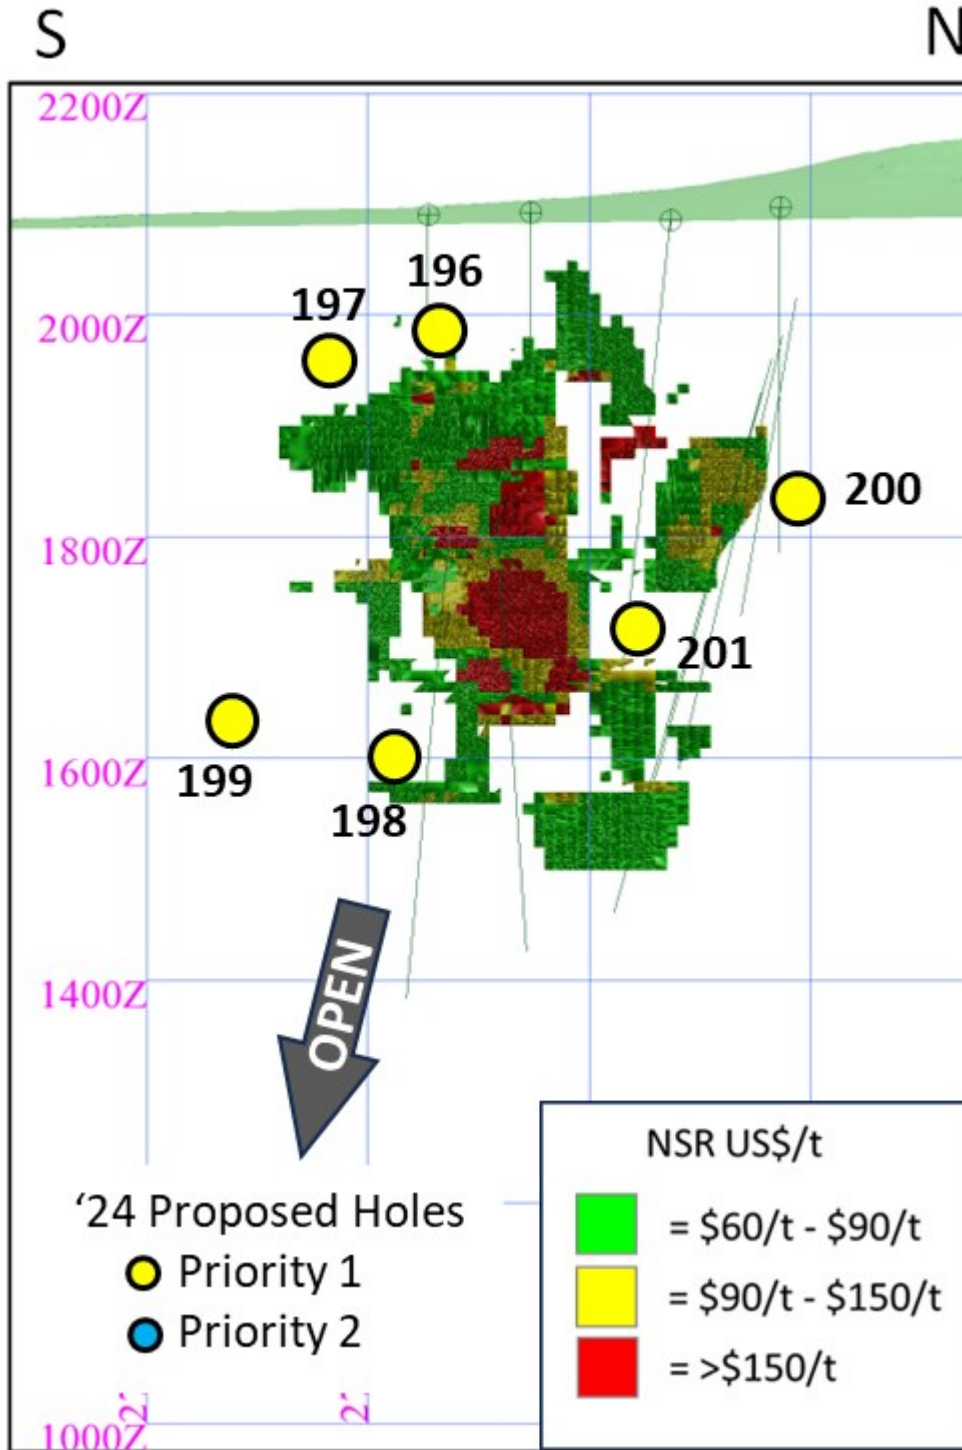 S
N
2200Z
196
197
2000Z
200
1800Z
201
1600Z
199
198
OPEN
1400Z
NSR US$/t
‘24 Proposed Holes
= $60/t - $90/t
Priority 1
= $90/t - $150/t
Priority 2
= >$150/t
1000Z